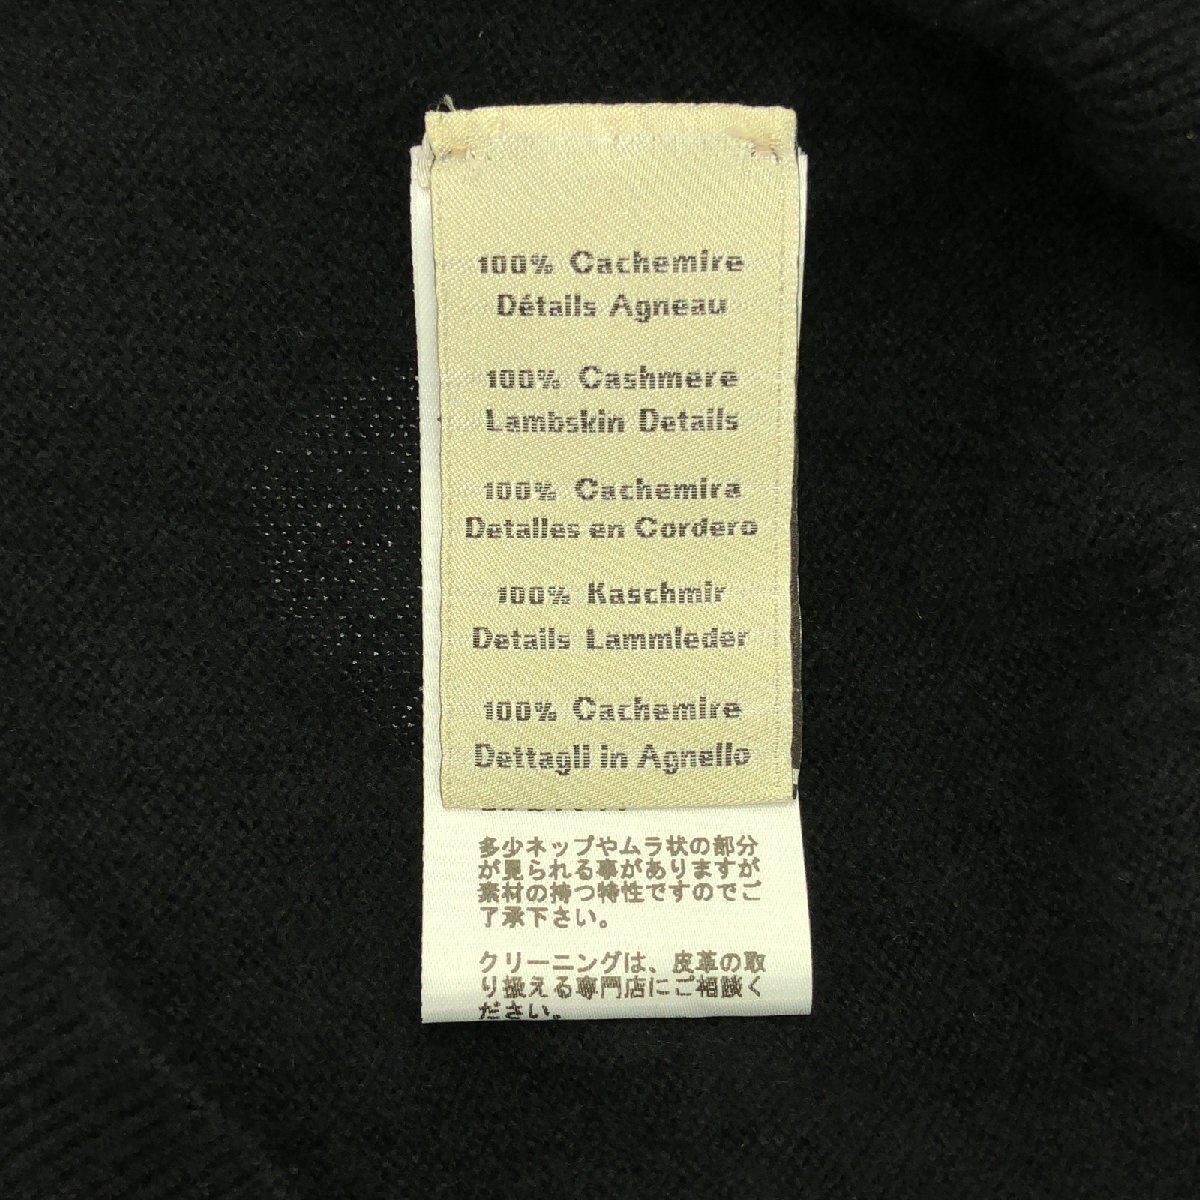 100% Cachemire
Détails Agneau
100% Cashmere
Lambskin Details
100% Cachemira
Detalles en Cordero
100% Kaschmir
Details Lammleder
100% Cachemire
Dettagli in Agnello
多少ネップやムラ状の部分
が見られる事がありますが
素材の持つ特性ですのでご
了承下さい。
クリーニングは、皮革の取
り扱える専門店にご相談く
ださい。